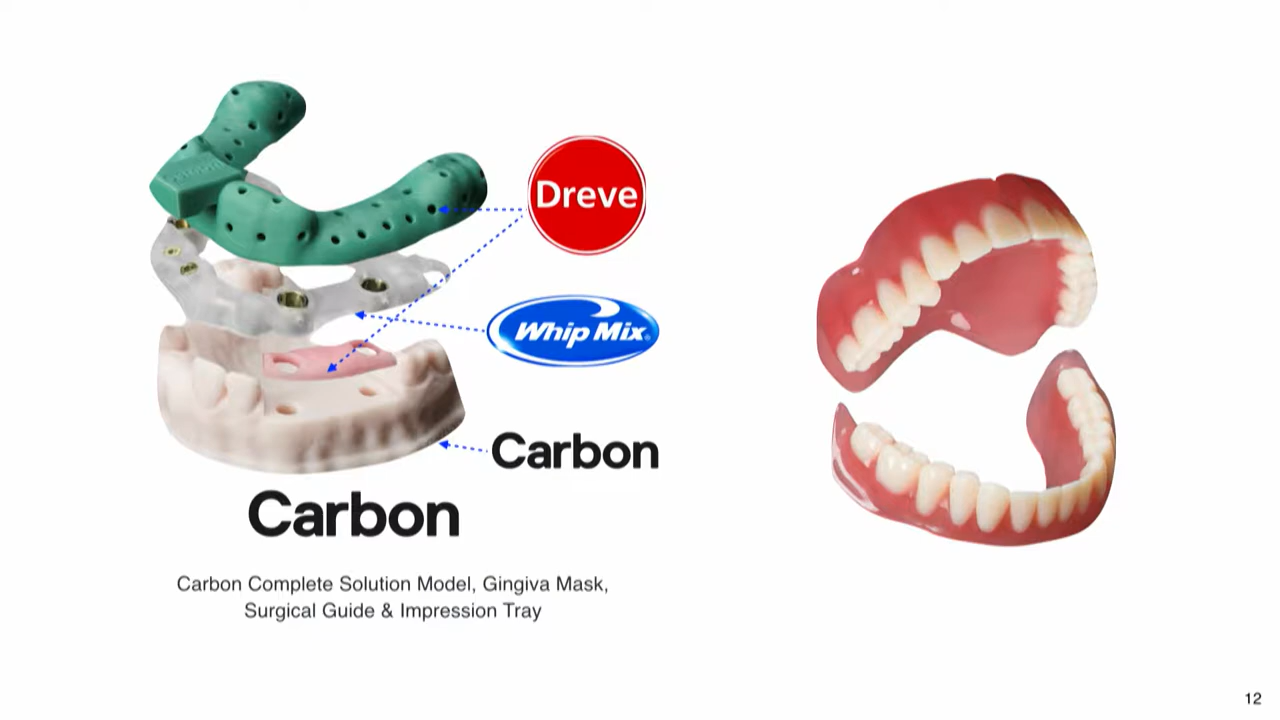 Dreve
Whip Mix
Carbon
Carbon
Carbon Complete Solution Model, Gingiva Mask,
Surgical Guide & Impression Tray
12